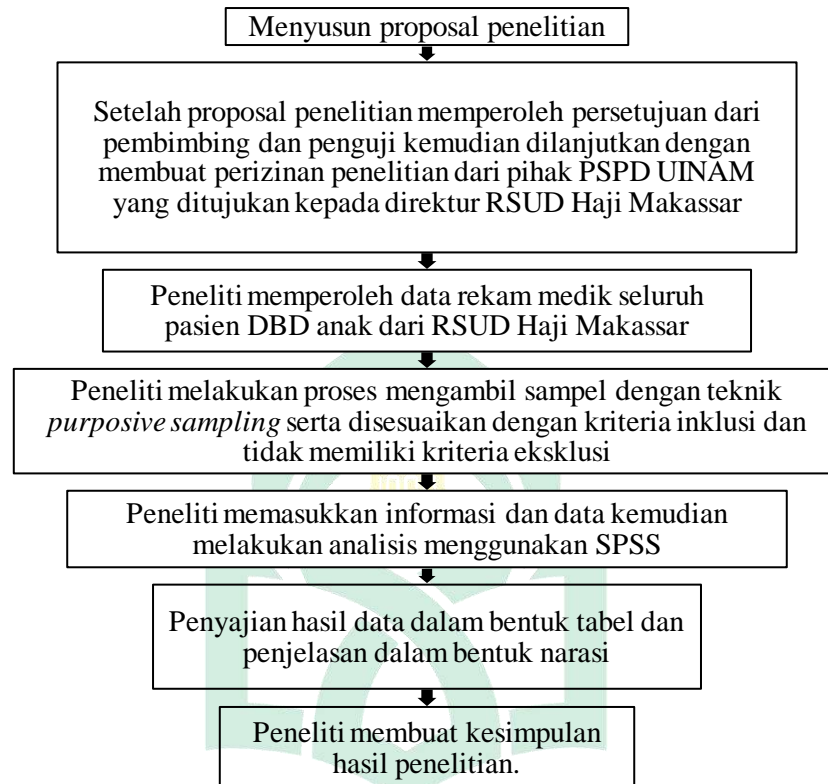 Menyusun proposal penelitian
Setelah proposal penelitian memperoleh persetujuan dari
pembimbing dan penguji kemudian dilanjutkan dengan
membuat perizinan penelitian dari pihak PSPD UINAM
yang ditujukan kepada direktur RSUD Haji Makassar
Peneliti memperoleh data rekam medik seluruh
pasien DBD anak dari RSUD Haji Makassar
Peneliti melakukan proses mengambil sampel dengan teknik
purposive sampling serta disesuaikan dengan kriteria inklusi dan
tidak memiliki kriteria eksklusi
Peneliti memasukkan informasi dan data kemudian
melakukan analisis menggunakan SPSS
Penyajian hasil data dalam bentuk tabel dan
penjelasan dalam bentuk narasi
Peneliti membuat kesimpulan
hasil penelitian.